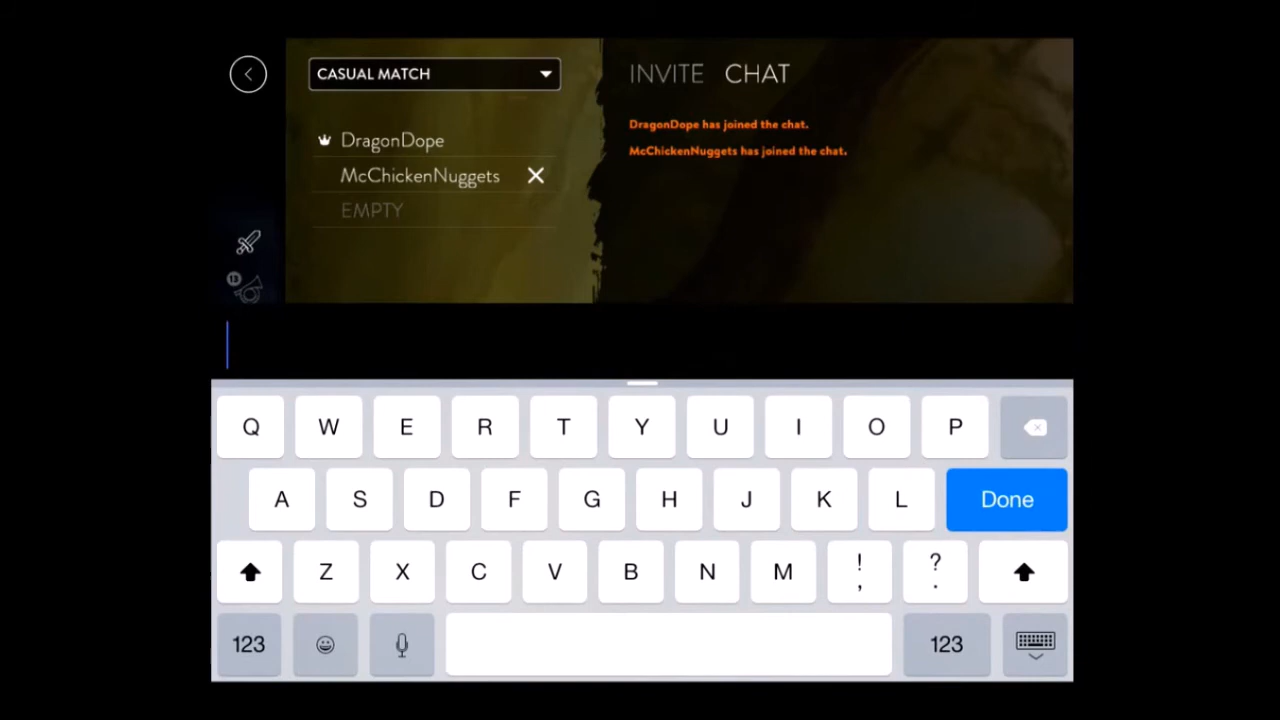 CASUAL MATCH
DragonDope
McChickenNuggets
EMPTY
13
INVITE CHAT
DragonDope has joined the chat.
McChickenNuggets has joined the chat.
Q W E R T Y U I O P
A S D F G H J K L Done
Z X C V B N M ! , ? .
123 123